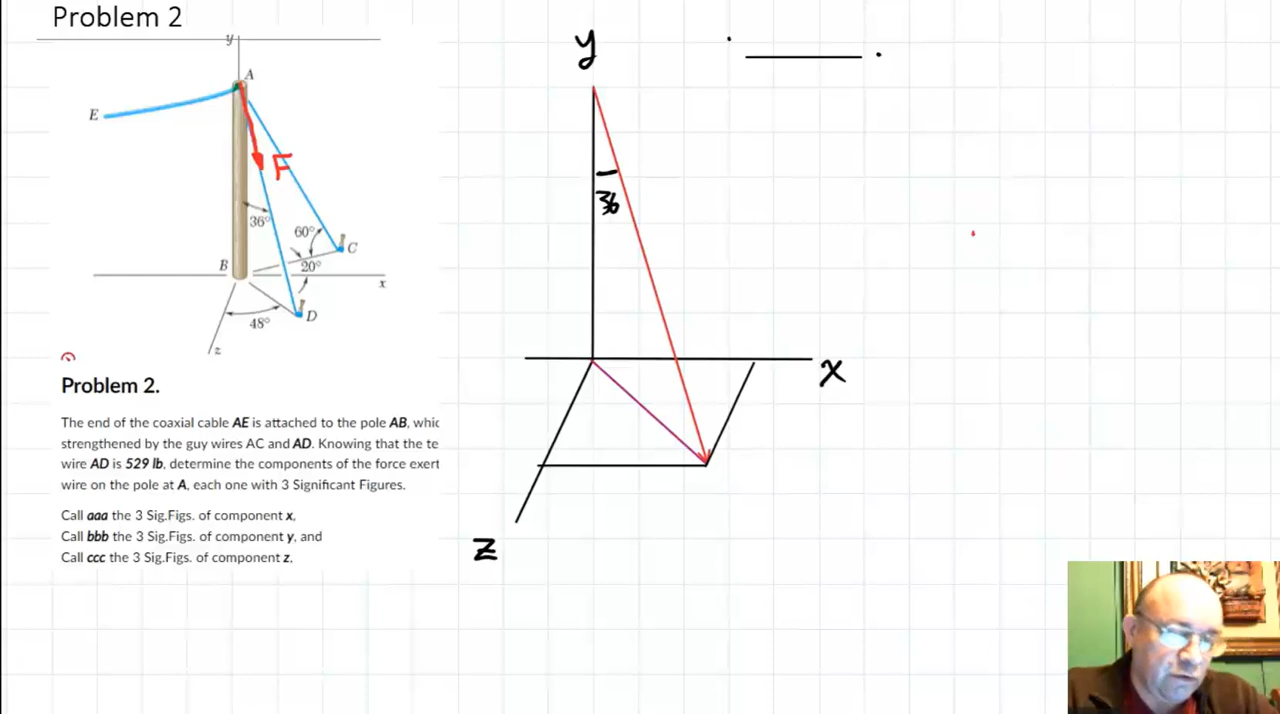 Problem 2
y
A
E
F
36°
60°
C
B
20°
x
D
48°
z
Problem 2.
The end of the coaxial cable AE is attached to the pole AB, whic
strengthened by the guy wires AC and AD. Knowing that the te
wire AD is 529 lb, determine the components of the force exert
wire on the pole at A, each one with 3 Significant Figures.
Call aaa the 3 Sig.Figs. of component x,
Call bbb the 3 Sig.Figs. of component y, and
Call ccc the 3 Sig.Figs. of component z.
y
36
x
z